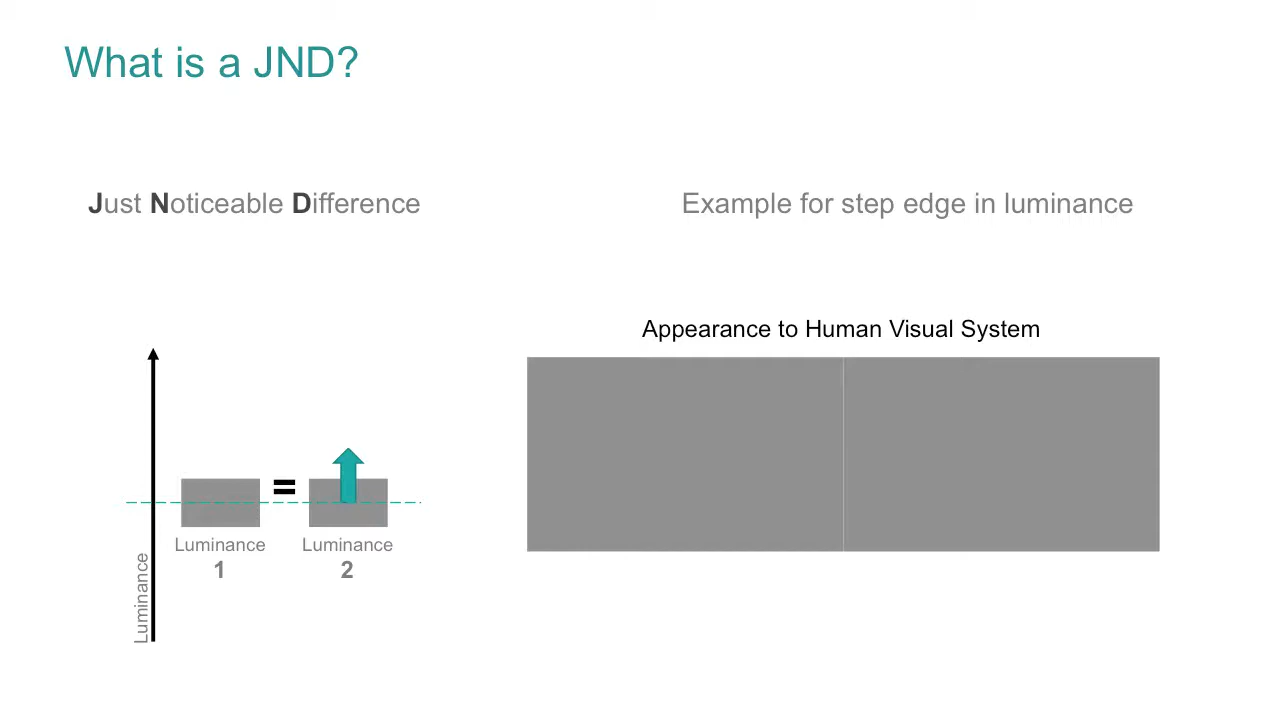 What is a JND?
Just Noticeable Difference
Example for step edge in luminance
Appearance to Human Visual System
=
Luminance
Luminance
1
Luminance
2